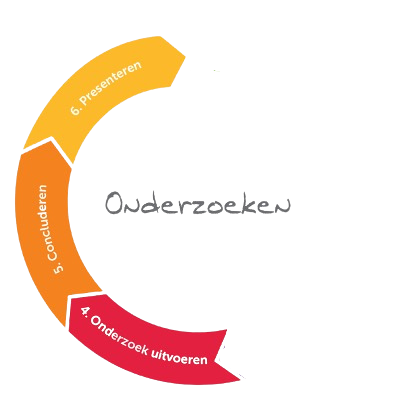 6. Presenteren
Onderzoeken
5. Concluderen
4. Onderzoek uitvoeren